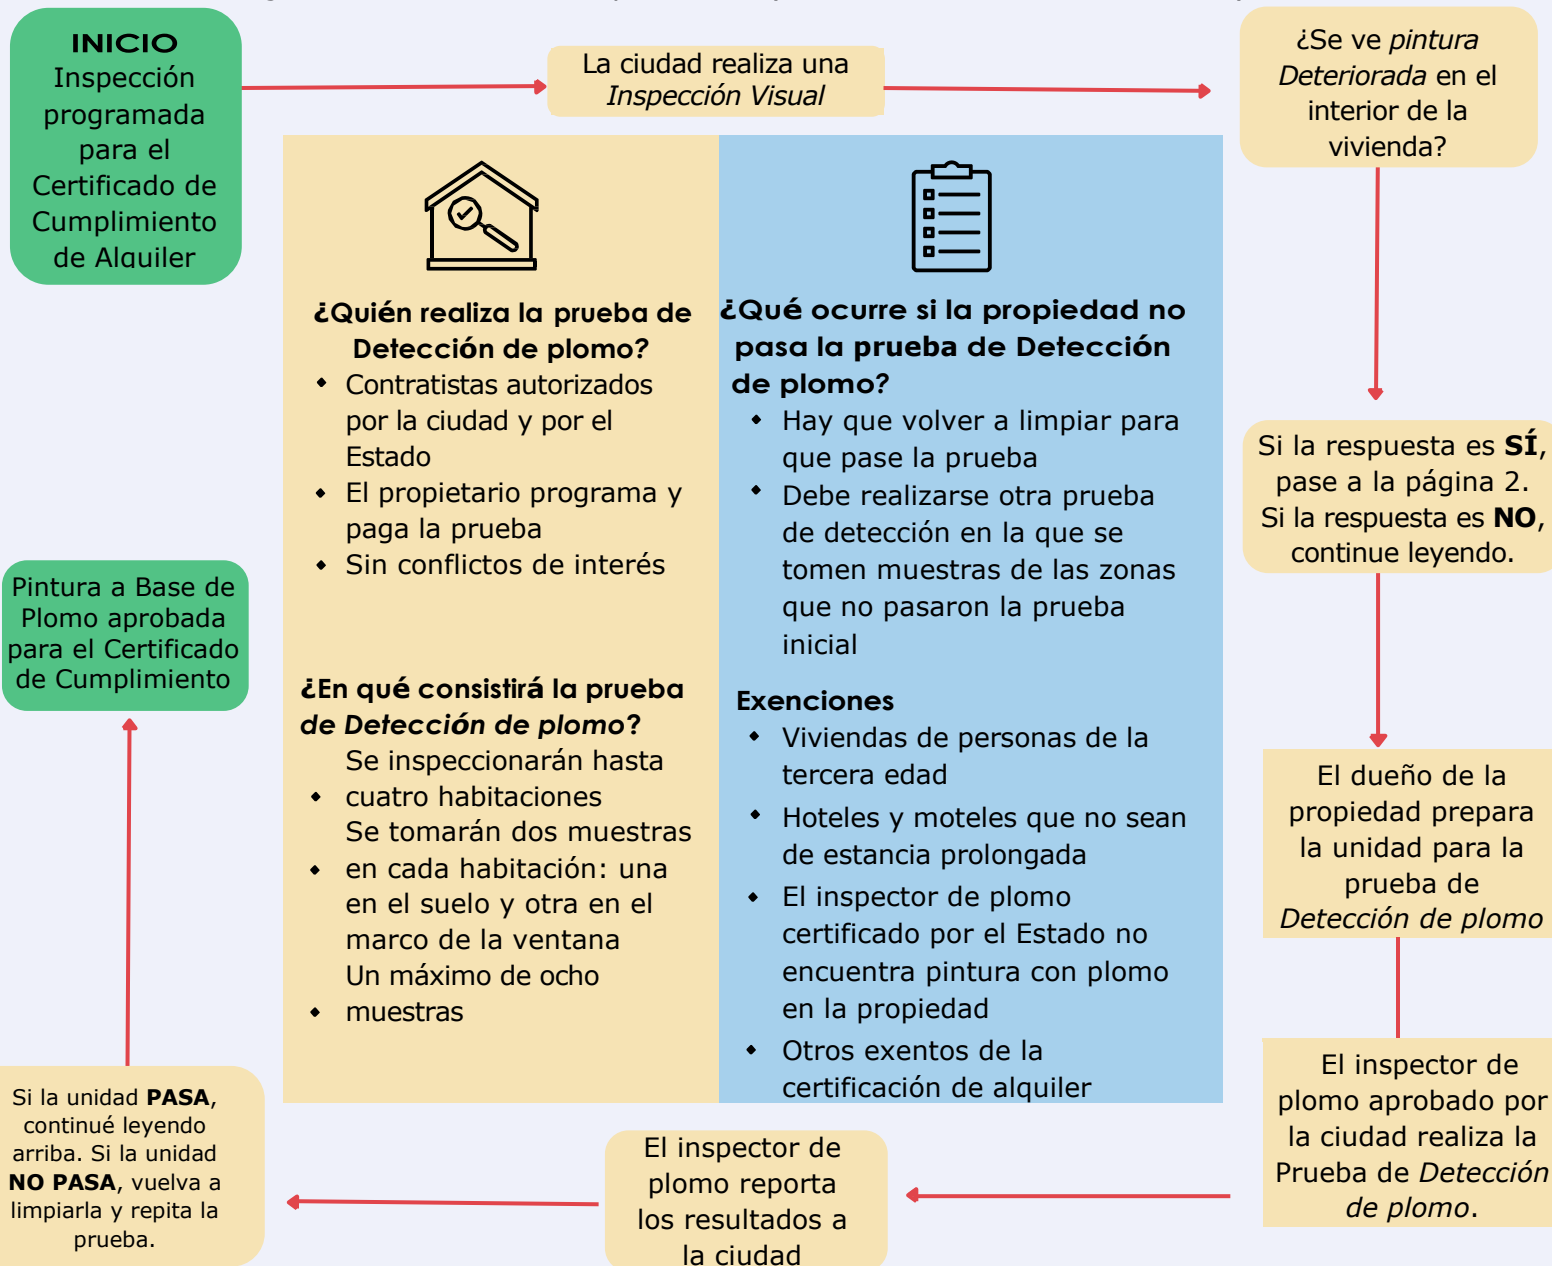 INICIO
Inspección
programada
para el
Certificado de
Cumplimiento
de Alquiler
La ciudad realiza una
Inspección Visual
¿Se ve pintura
Deteriorada en el
interior de la
vivienda?
Si la respuesta es SÍ,
pase a la página 2.
Si la respuesta es NO,
continue leyendo.
El dueño de la
propiedad prepara
la unidad para la
prueba de
Detección de plomo
El inspector de
plomo aprobado por
la ciudad realiza la
Prueba de Detección
de plomo.
El inspector de
plomo reporta
los resultados a
la ciudad
Si la unidad PASA,
continué leyendo
arriba. Si la unidad
NO PASA, vuelva a
limpiarla y repita la
prueba.
Pintura a Base de
Plomo aprobada
para el Certificado
de Cumplimiento
¿Quién realiza la prueba de
Detección de plomo?
Contratistas autorizados
por la ciudad y por el
Estado
El propietario programa y
paga la prueba
Sin conflictos de interés
¿En qué consistirá la prueba
de Detección de plomo?
Se inspeccionarán hasta
cuatro habitaciones
Se tomarán dos muestras
en cada habitación: una
en el suelo y otra en el
marco de la ventana
Un máximo de ocho
muestras
¿Qué ocurre si la propiedad no
pasa la prueba de Detección
de plomo?
Hay que volver a limpiar para
que pase la prueba
Debe realizarse otra prueba
de detección en la que se
tomen muestras de las zonas
que no pasaron la prueba
inicial
Exenciones
Viviendas de personas de la
tercera edad
Hoteles y moteles que no sean
de estancia prolongada
El inspector de plomo
certificado por el Estado no
encuentra pintura con plomo
en la propiedad
Otros exentos de la
certificación de alquiler